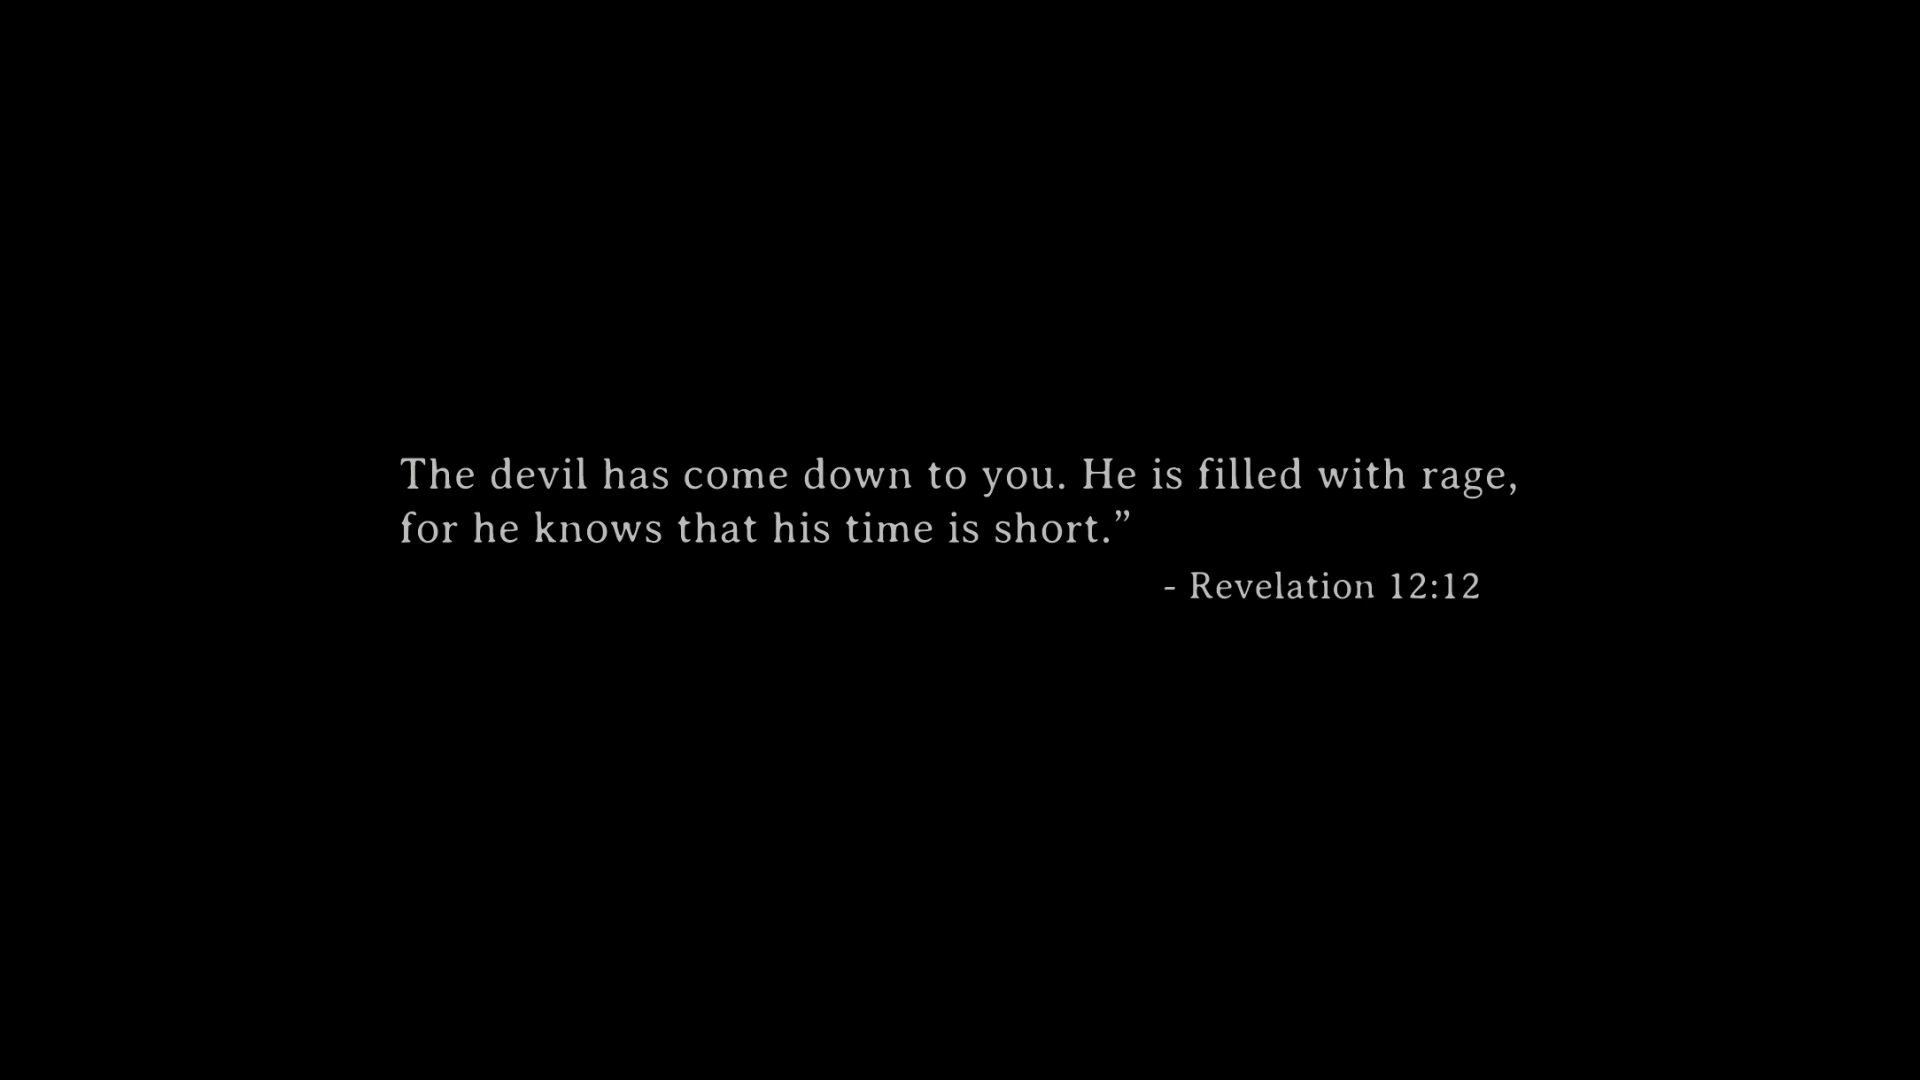 The devil has come down to you. He is filled with rage,
for he knows that his time is short.”
- Revelation 12:12